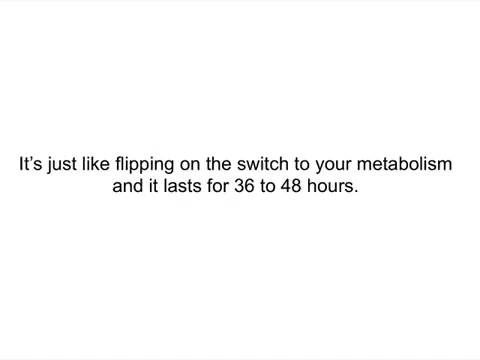 It’s just like flipping on the switch to your metabolism
and it lasts for 36 to 48 hours.